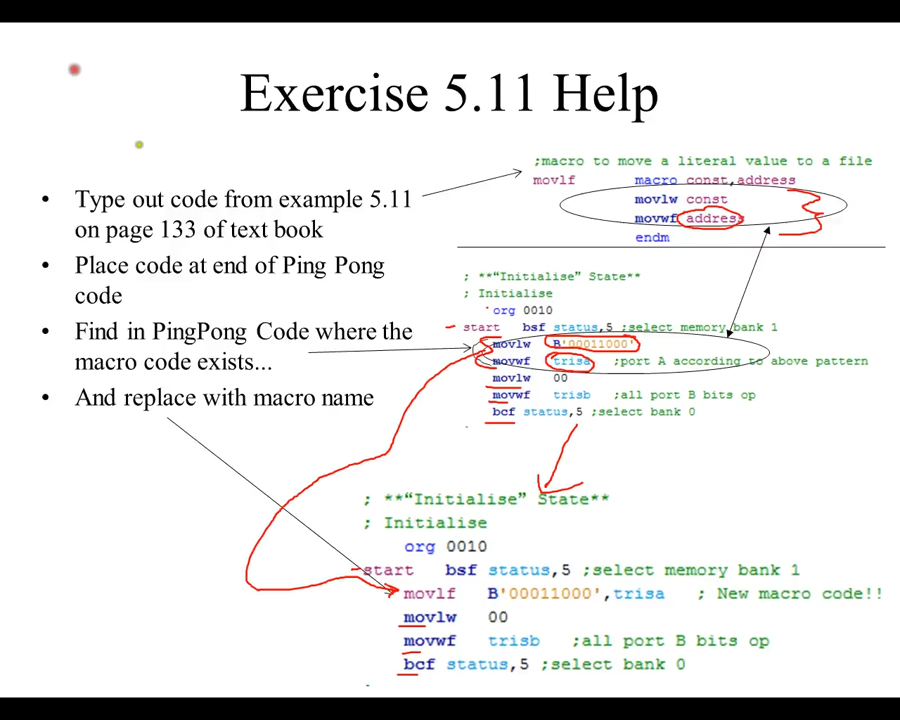 Exercise 5.11 Help
• Type out code from example 5.11
on page 133 of text book
• Place code at end of Ping Pong
code
• Find in PingPong Code where the
macro code exists...
• And replace with macro name
;macro to move a literal value to a file
movlf macro const,address
movlw const
movwf address
endm
; **“Initialise” State**
; Initialise
org 0010
start bsf status,5 ;select memory bank 1
movlw B'00011000'
movwf trisa ;port A according to above pattern
movlw 00
movwf trisb ;all port B bits op
bcf status,5 ;select bank 0
; **“Initialise” State**
; Initialise
org 0010
start bsf status,5 ;select memory bank 1
movlf B'00011000',trisa ; New macro code!!
movlw 00
movwf trisb ;all port B bits op
bcf status,5 ;select bank 0